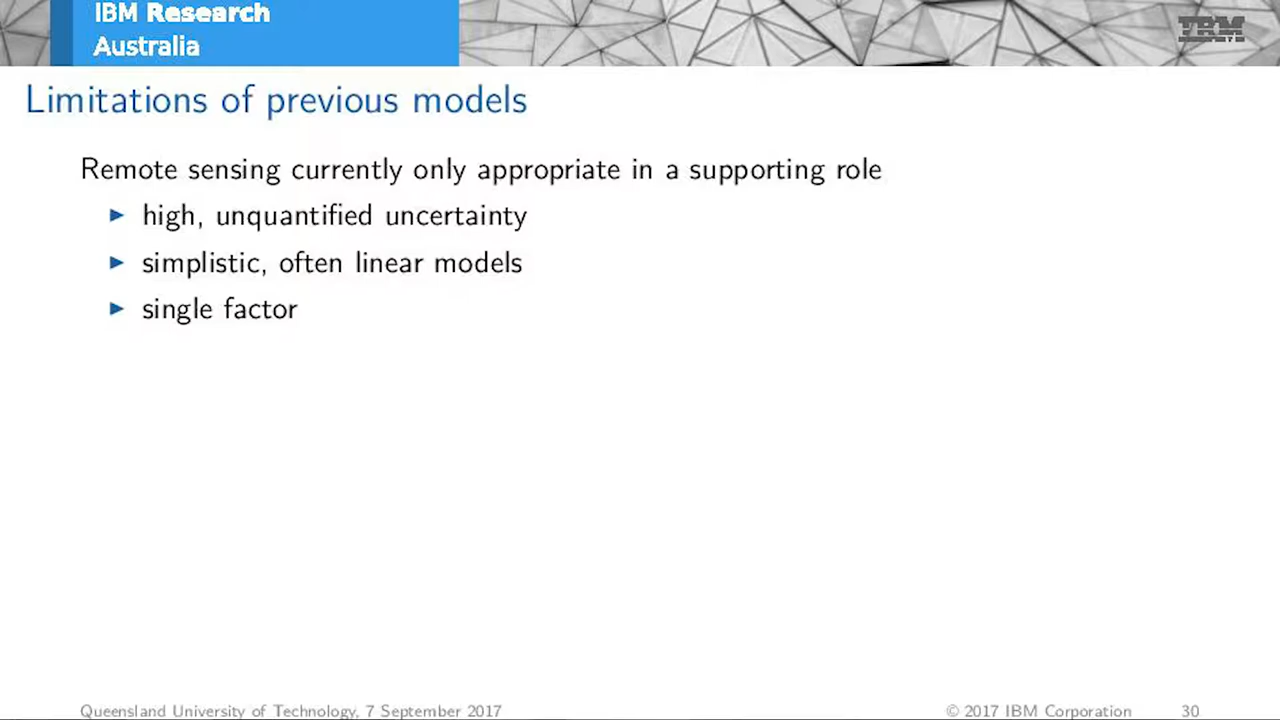 IBM Research
Australia
IBM
Limitations of previous models
Remote sensing currently only appropriate in a supporting role
high, unquantified uncertainty
simplistic, often linear models
single factor
Queensland University of Technology, 7 September 2017
© 2017 IBM Corporation
30